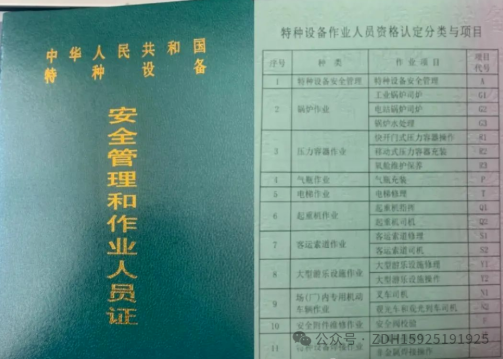 中华人民共和国
特种设备
安全管理和作业人员证
特种设备作业人员资格认定分类与项目
序号 种类 作业项目 项目代号
1 特种设备安全管理 特种设备安全管理 A
2 锅炉作业 工业锅炉司炉 G1
电站锅炉司炉 G2
锅炉水处理 G3
3 压力容器作业 快开门式压力容器操作 R1
移动式压力容器充装 R2
氧舱维护保养 R3
4 气瓶作业 气瓶充装 P
5 电梯作业 电梯修理 T
6 起重机作业 起重机指挥 Q1
起重机司机 Q2
7 客运索道作业 客运索道修理 S1
客运索道司机 S2
8 大型游乐设施作业 大型游乐设施修理 Y1
大型游乐设施操作 Y2
9 场(厂)内专用机动车辆作业 叉车司机 N1
观光车和观光列车司机 N2
10 安全附件维修作业 安全阀校验
11
公众号 · ZDH15925191925